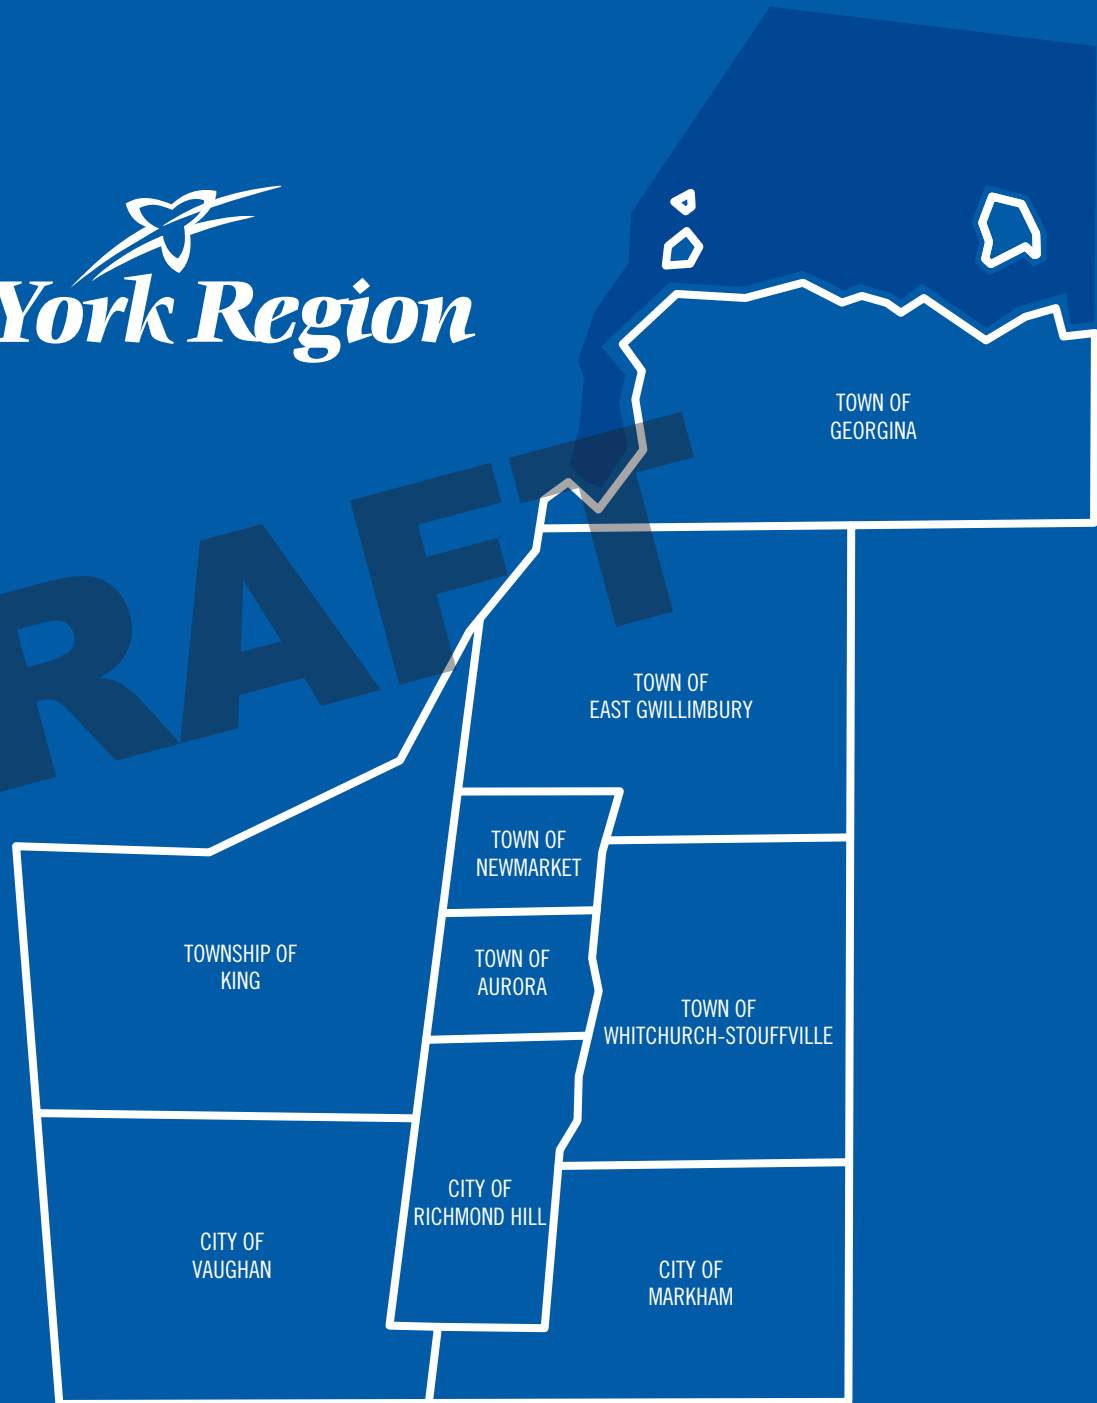 York Region
TOWN OF
GEORGINA
RAFT
TOWN OF
EAST GWILLIMBURY
TOWN OF
NEWMARKET
TOWNSHIP OF
KING
TOWN OF
AURORA
TOWN OF
WHITCHURCH-STOUFFVILLE
CITY OF
RICHMOND HILL
CITY OF
VAUGHAN
CITY OF
MARKHAM